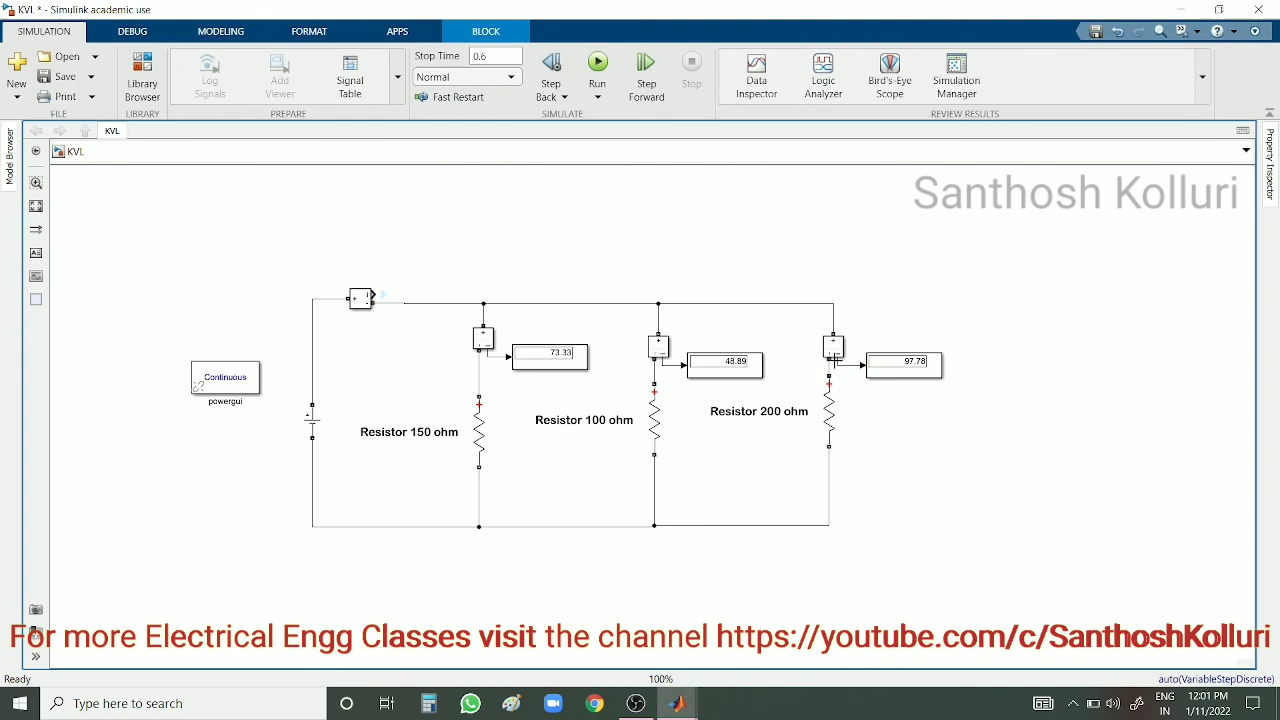 KVL * - Simulink academic use
SIMULATION
DEBUG
MODELING
FORMAT
APPS
BLOCK
New
Open
Save
Print
FILE
Library Browser
LIBRARY
Log Signals
Add Viewer
Signal Table
PREPARE
Stop Time 0.6
Normal
Fast Restart
Step Back
Run
Step Forward
Stop
SIMULATE
Data Inspector
Logic Analyzer
Bird's-Eye Scope
Simulation Manager
REVIEW RESULTS
Model Browser
KVL
KVL
Property Inspector
Santhosh Kolluri
Continuous
powergui
73.33
48.89
97.78
Resistor 150 ohm
Resistor 100 ohm
Resistor 200 ohm
For more Electrical Engg Classes visit the channel https://youtube.com/c/SanthoshKolluri
Ready
100%
auto(VariableStepDiscrete)
Type here to search
ENG
IN
12:01 PM
1/11/2022